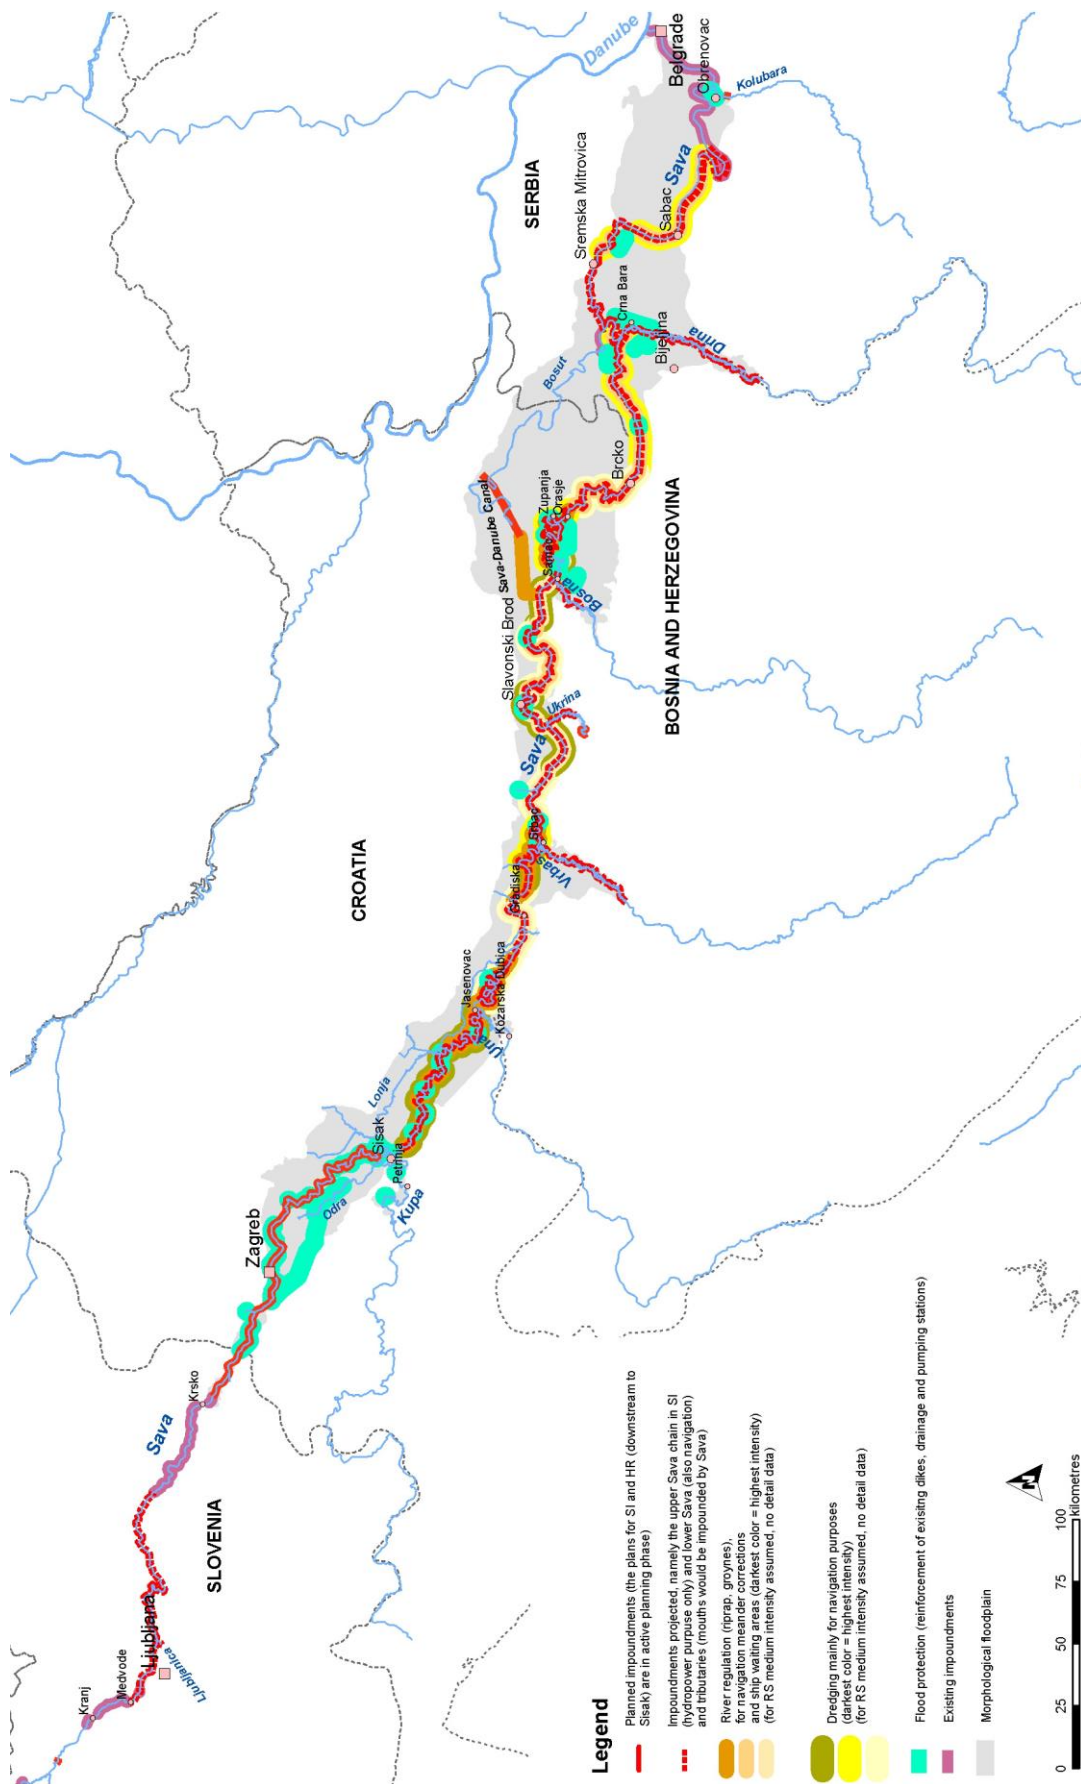 Danube
Belgrade
Obrenovac
Kolubara
SERBIA
Sremska Mitrovica
Sabac
Sava
Crna Bara
Bijeljina
Drina
Bosut
Brcko
Zupanja
Orasje
Samac
Sava-Danube Canal
Bosna
BOSNIA AND HERZEGOVINA
Slavonski Brod
Ukrina
Sava
CROATIA
Srbac
Vrbas
Gradiska
Jasenovac
Kozarska Dubica
Una
Lonja
Sisak
Petrinja
Kupa
Odra
Zagreb
Krsko
Sava
SLOVENIA
Ljubljana
Ljubljanica
Medvode
Kranj
Legend
Planned impoundments (the plans for SI and HR (downstream to
Sisak) are in active planning phase)
Impoundments projected, namely the upper Sava chain in SI
(hydropower purpuse only) and lower Sava (also navigation)
and tributaries (mouths would be impounded by Sava)
River regulation (riprap, groynes),
for navigation meander corrections
and ship waiting areas (darkest color = highest intensity)
(for RS medium intensity assumed, no detail data)
Dredging mainly for navigation purposes
(darkest color = highest intensity)
(for RS medium intensity assumed, no detail data)
Flood protection (reinforcement of exisitng dikes, drainage and pumping stations)
Existing impoundments
Morphological floodplain
N
0 25 50 75 100
kilometres